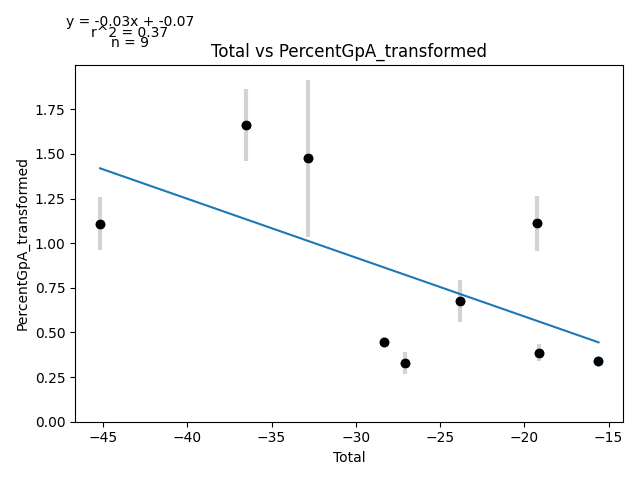 y = -0.03x + -0.07
r^2 = 0.37
n = 9
Total vs PercentGpA_transformed
PercentGpA_transformed
1.75
1.50
1.25
1.00
0.75
0.50
0.25
0.00
−45
−40
−35
−30
−25
−20
−15
Total